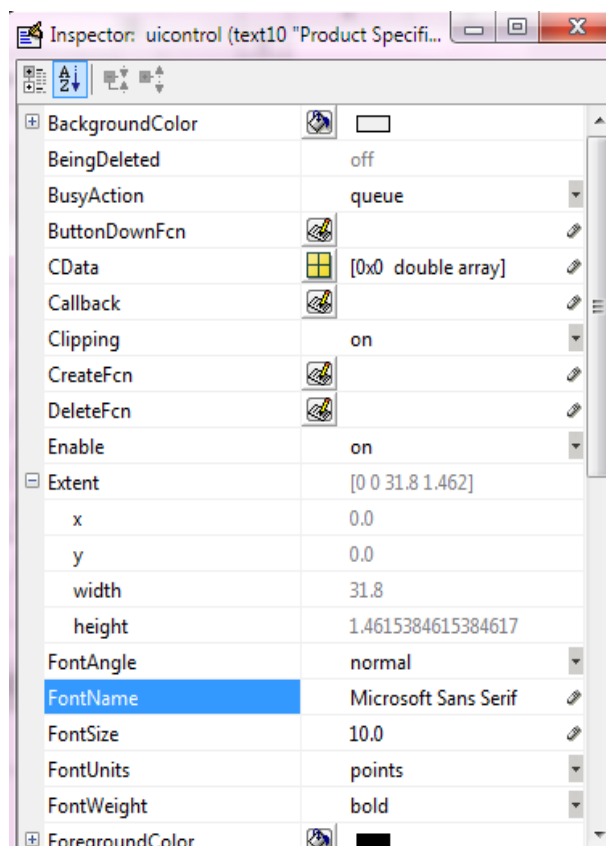 Inspector: uicontrol (text10 "Product Specifi...
BackgroundColor
BeingDeleted off
BusyAction queue
ButtonDownFcn
CData [0x0 double array]
Callback
Clipping on
CreateFcn
DeleteFcn
Enable on
Extent [0 0 31.8 1.462]
x 0.0
y 0.0
width 31.8
height 1.4615384615384617
FontAngle normal
FontName Microsoft Sans Serif
FontSize 10.0
FontUnits points
FontWeight bold
ForegroundColor